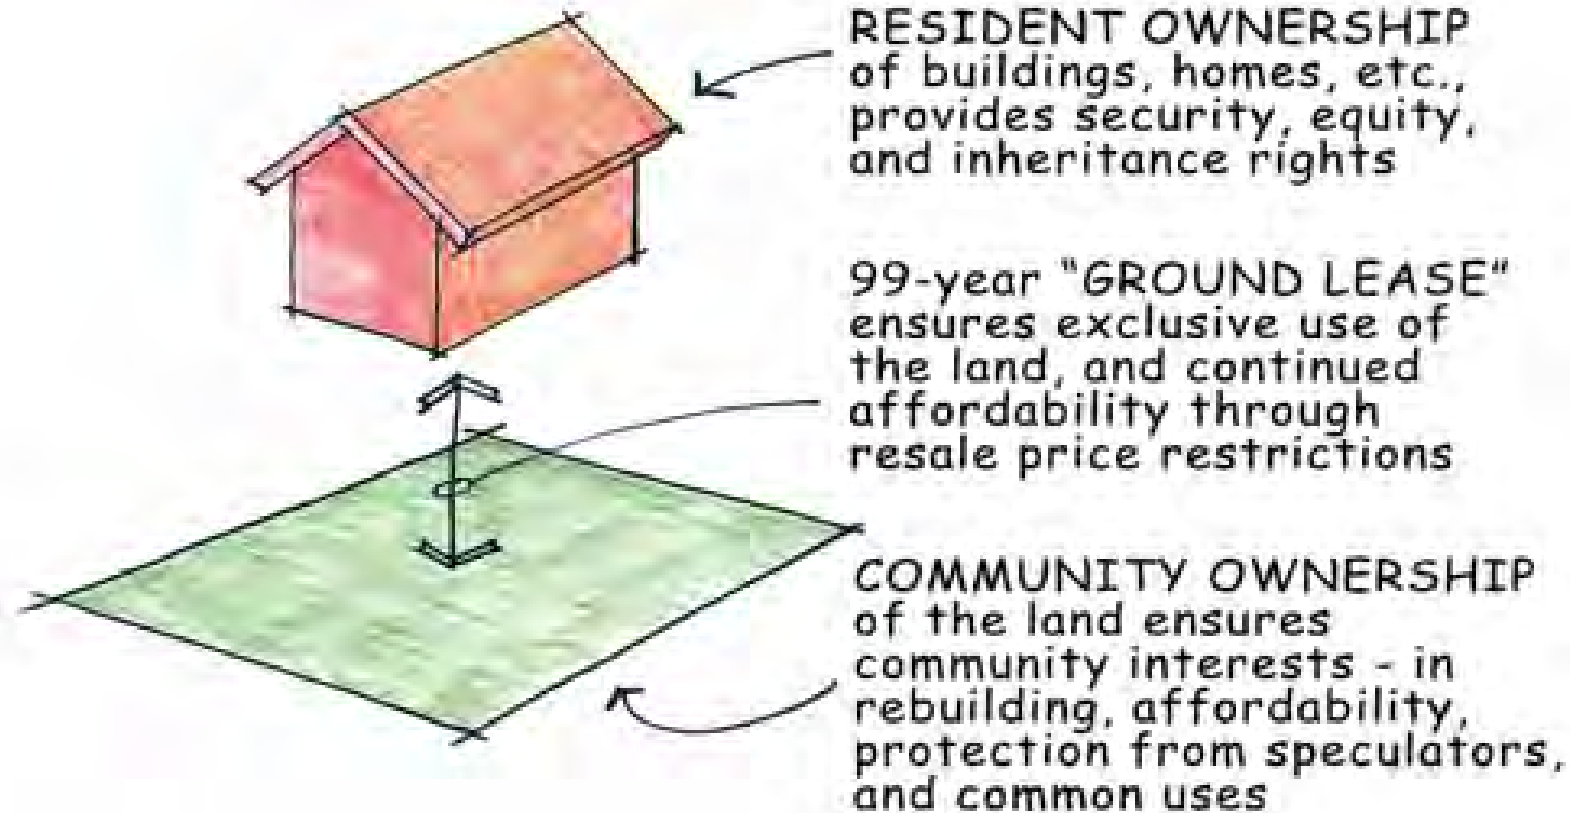 RESIDENT OWNERSHIP
of buildings, homes, etc.,
provides security, equity,
and inheritance rights
99-year “GROUND LEASE”
ensures exclusive use of
the land, and continued
affordability through
resale price restrictions
COMMUNITY OWNERSHIP
of the land ensures
community interests - in
rebuilding, affordability,
protection from speculators,
and common uses